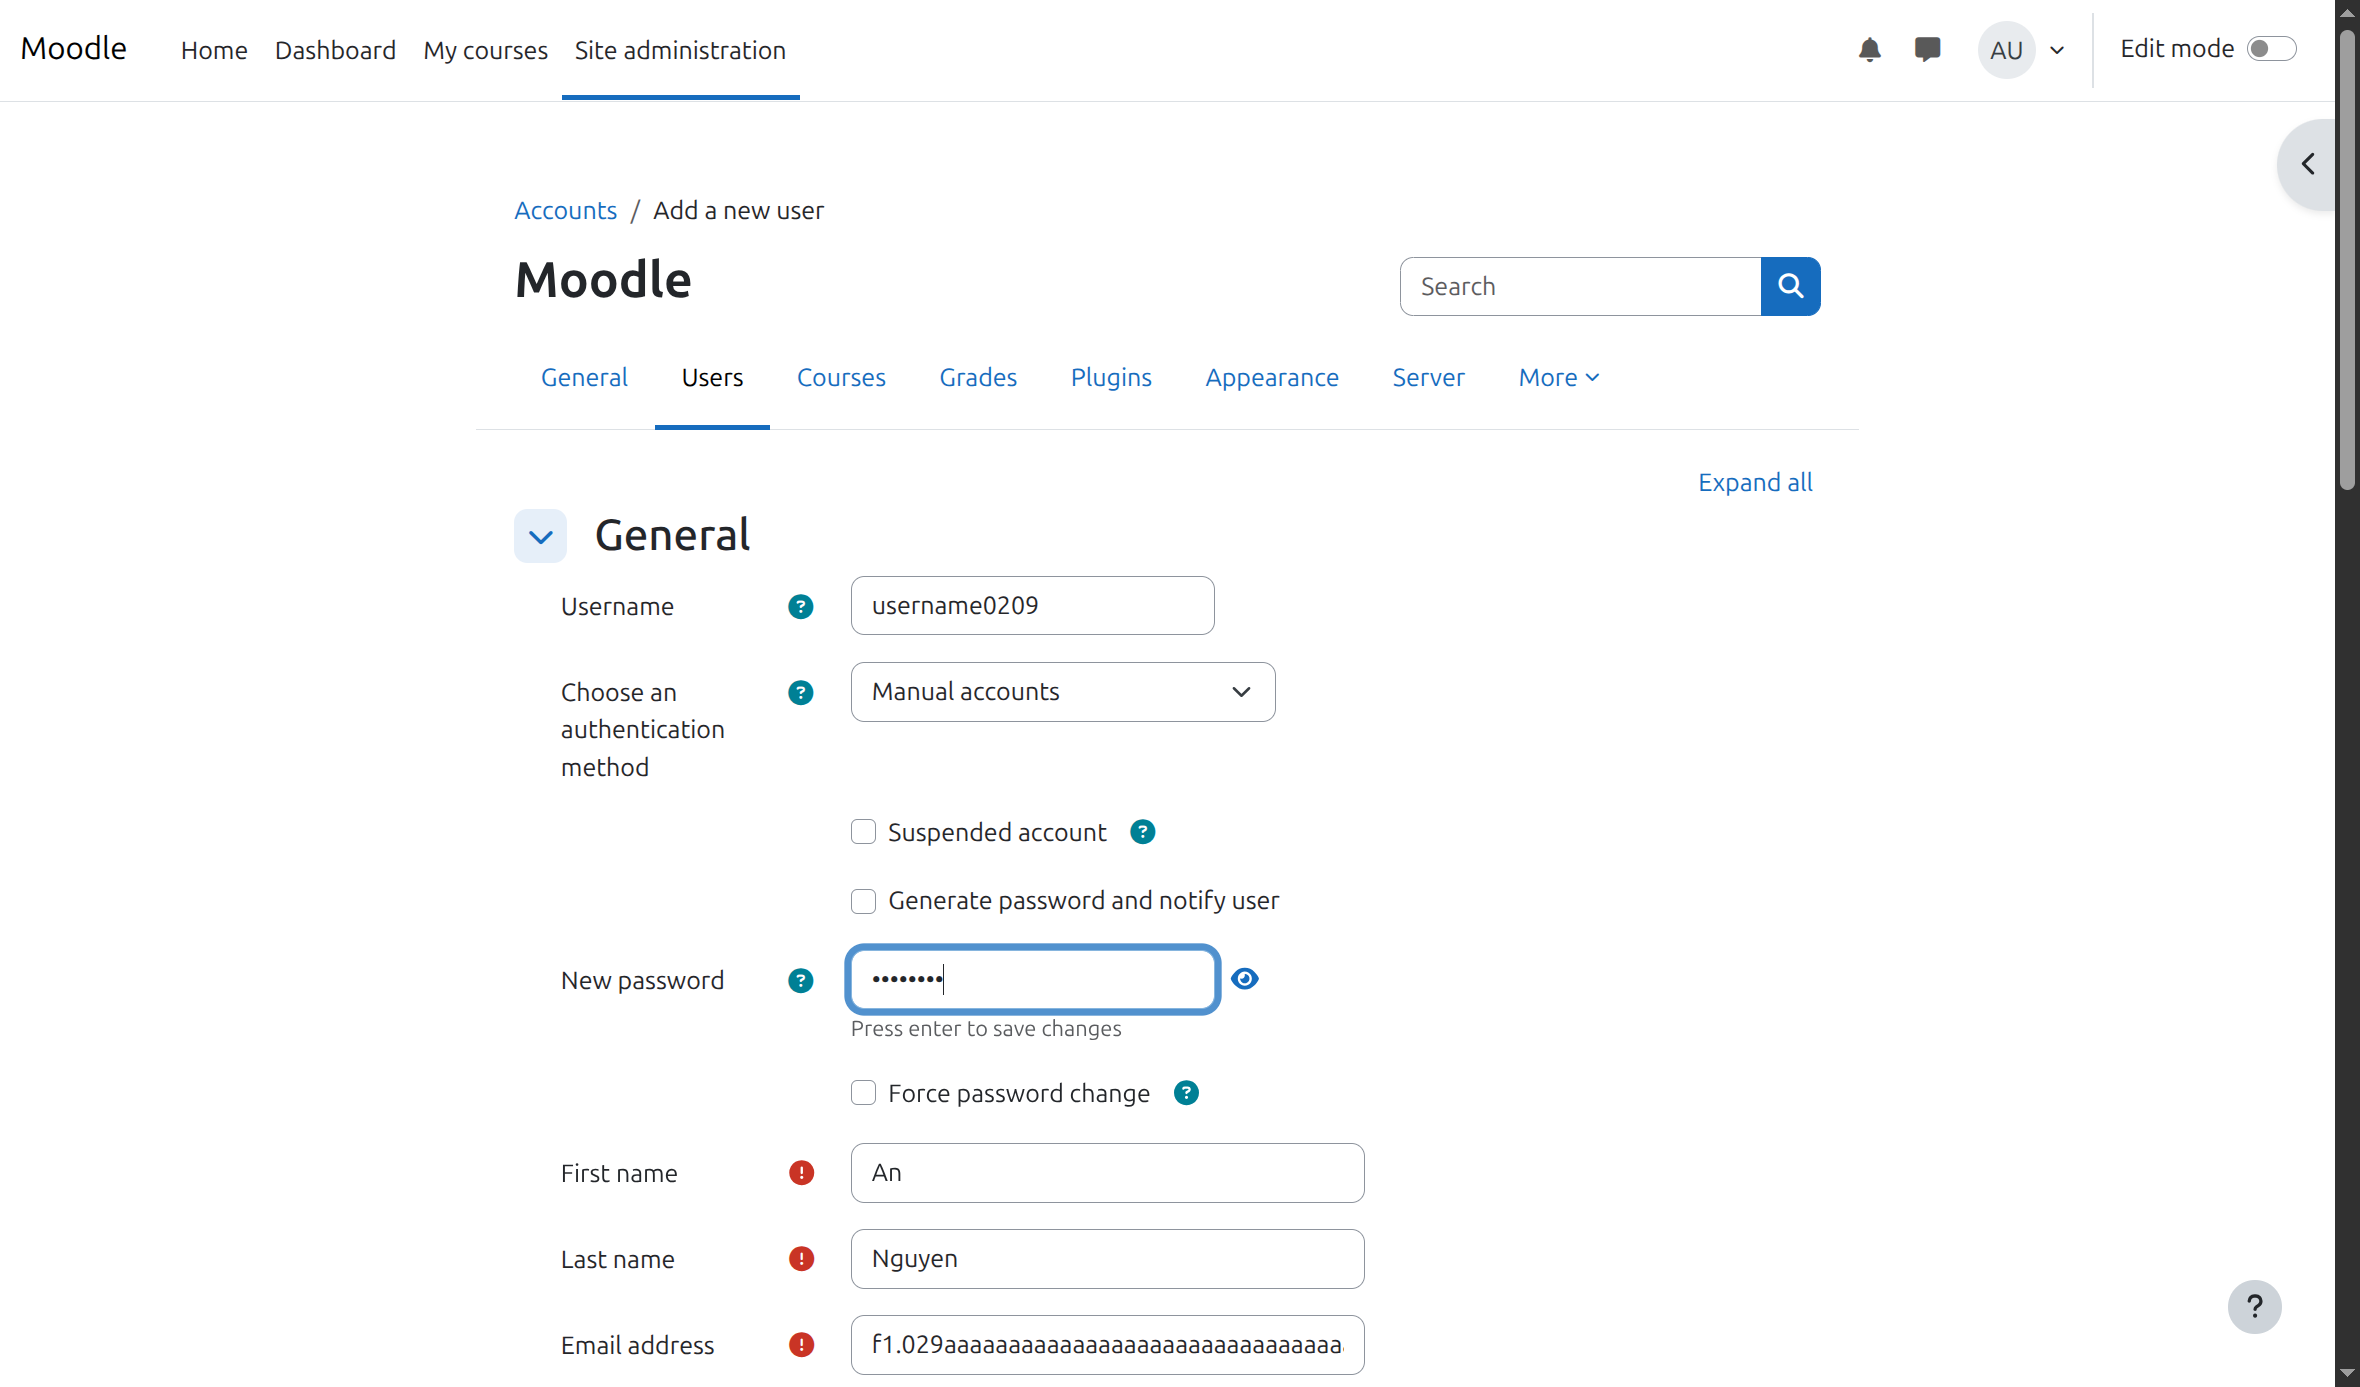 Moodle
Home
Dashboard
My courses
Site administration
AU
Edit mode
Accounts / Add a new user
Moodle
Search
General
Users
Courses
Grades
Plugins
Appearance
Server
More
Expand all
General
Username
username0209
Choose an
authentication
method
Manual accounts
Suspended account
Generate password and notify user
New password
••••••••
Press enter to save changes
Force password change
First name
An
Last name
Nguyen
Email address